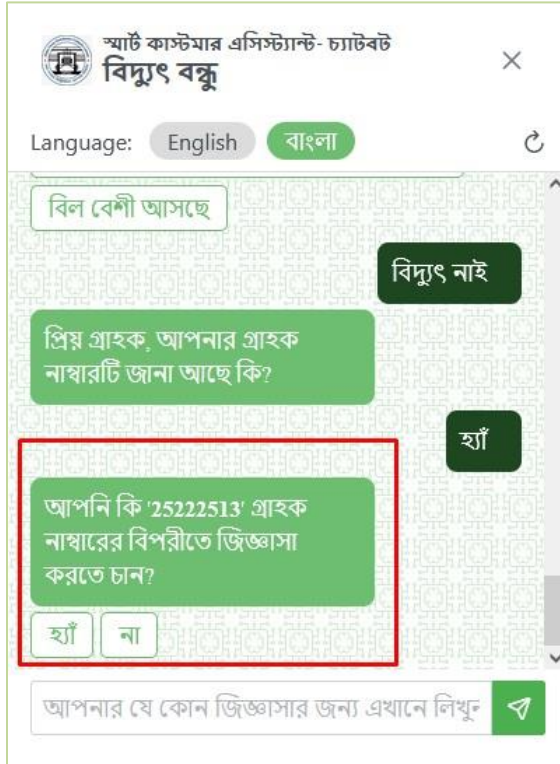 স্মার্ট কাস্টমার এসিস্ট্যান্ট- চ্যাটবট
বিদ্যুৎ বন্ধু
Language: English বাংলা
বিল বেশী আসছে
বিদ্যুৎ নাই
প্রিয় গ্রাহক, আপনার গ্রাহক
নাম্বারটি জানা আছে কি?
হ্যাঁ
আপনি কি '25222513' গ্রাহক
নাম্বারের বিপরীতে জিজ্ঞাসা
করতে চান?
হ্যাঁ না
আপনার যে কোন জিজ্ঞাসার জন্য এখানে